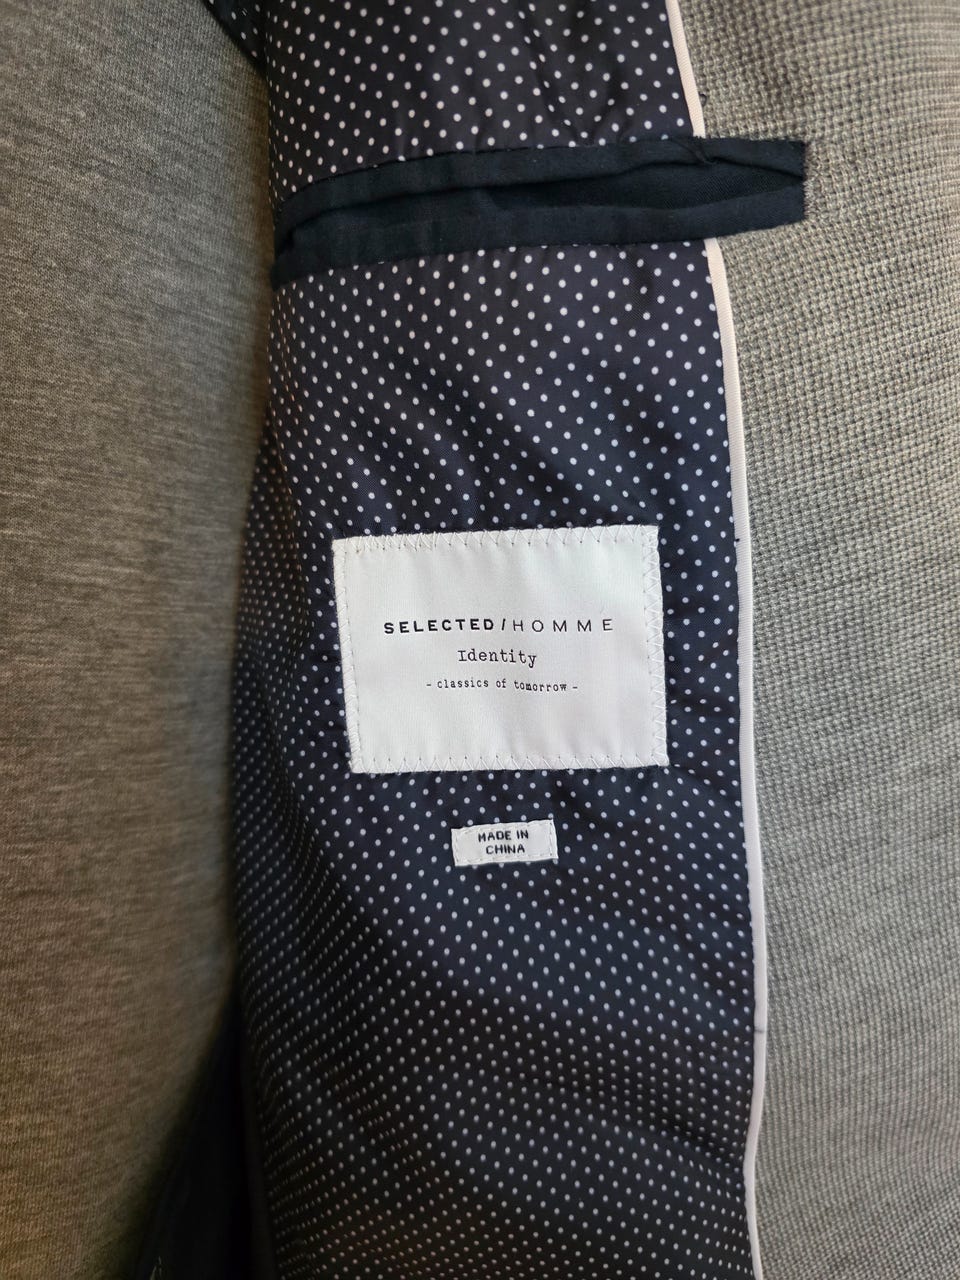 SELECTED/HOMME
Identity
- classics of tomorrow -
MADE IN
CHINA